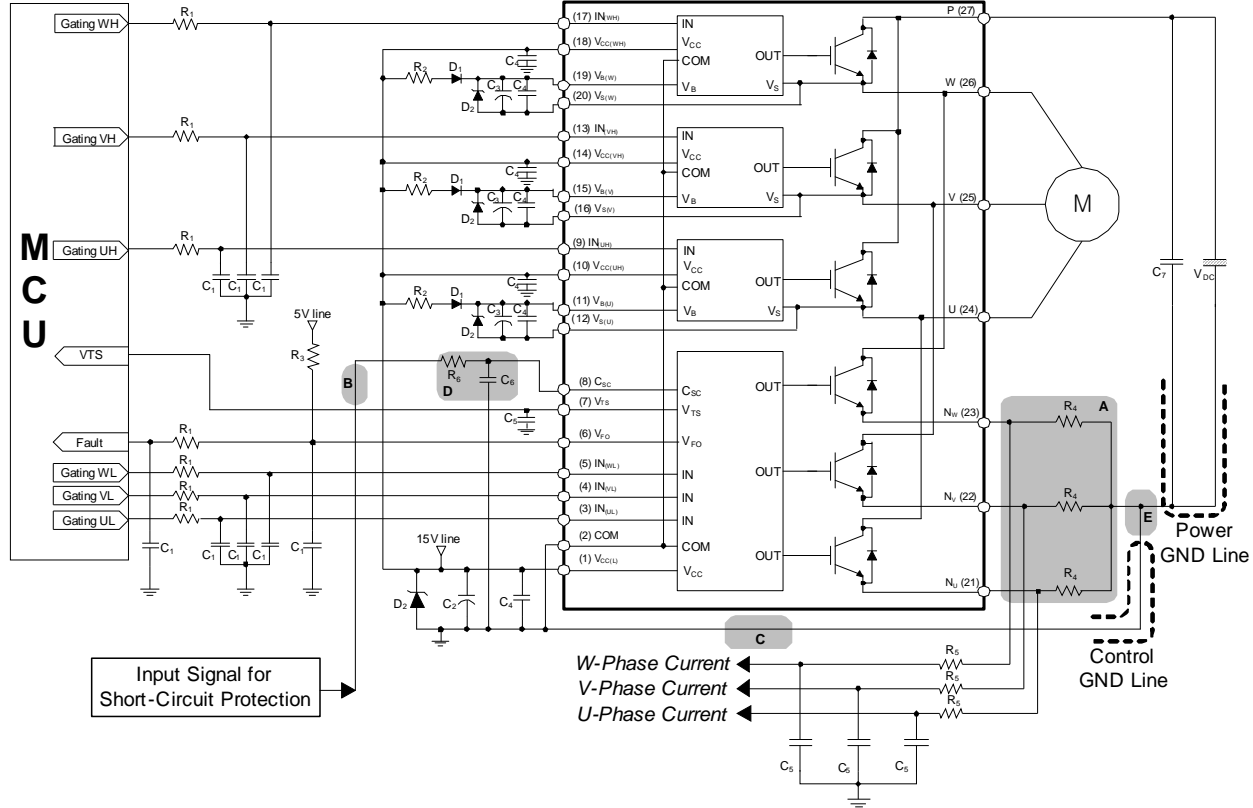 MCU
Gating WH
Gating VH
Gating UH
VTS
Fault
Gating WL
Gating VL
Gating UL
R1
R1
R1
R1
R1
R1
R1
C1 C1 C1
5V line
R3
C1
C1 C1 C1
C1
R2 D1 D2 C3 C4 C4
R2 D1 D2 C3 C4 C4
R2 D1 D2 C3 C4 C4
B
D
R6 C6
C5
15V line
D2 C2 C4
(17) IN(WH)
(18) VCC(WH)
(19) VB(W)
(20) VS(W)
(13) IN(VH)
(14) VCC(VH)
(15) VB(V)
(16) VS(V)
(9) IN(UH)
(10) VCC(UH)
(11) VB(U)
(12) VS(U)
(8) CSC
(7) VTS
(6) VFO
(5) IN(WL)
(4) IN(VL)
(3) IN(UL)
(2) COM
(1) VCC(L)
IN
VCC
COM
VB
OUT
VS
IN
VCC
COM
VB
OUT
VS
IN
VCC
COM
VB
OUT
VS
CSC
VTS
VFO
IN
IN
IN
COM
VCC
OUT
OUT
OUT
P (27)
W (26)
V (25)
U (24)
NW (23)
NV (22)
NU (21)
M
C7
VDC
A
R4
R4
R4
E
Power
GND Line
Control
GND Line
C
Input Signal for
Short-Circuit Protection
W-Phase Current
V-Phase Current
U-Phase Current
R5
R5
R5
C5 C5 C5